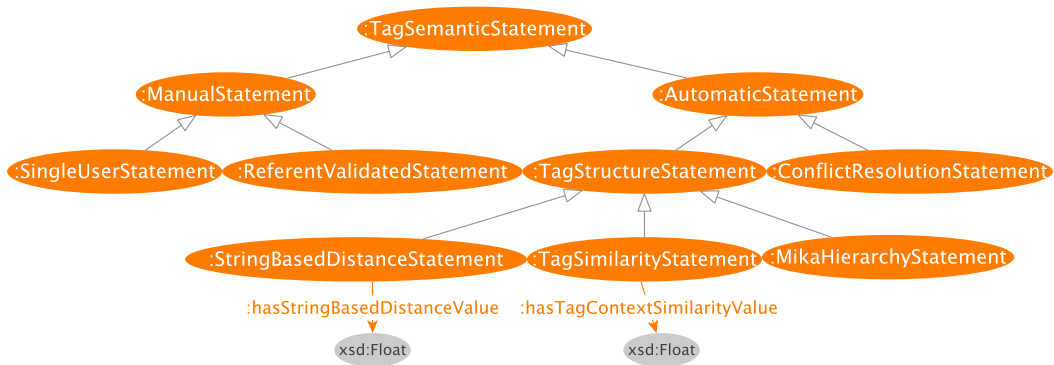 :TagSemanticStatement
:ManualStatement
:AutomaticStatement
:SingleUserStatement
:ReferentValidatedStatement
:TagStructureStatement
:ConflictResolutionStatement
:StringBasedDistanceStatement
:TagSimilarityStatement
:MikaHierarchyStatement
:hasStringBasedDistanceValue
:hasTagContextSimilarityValue
xsd:Float
xsd:Float